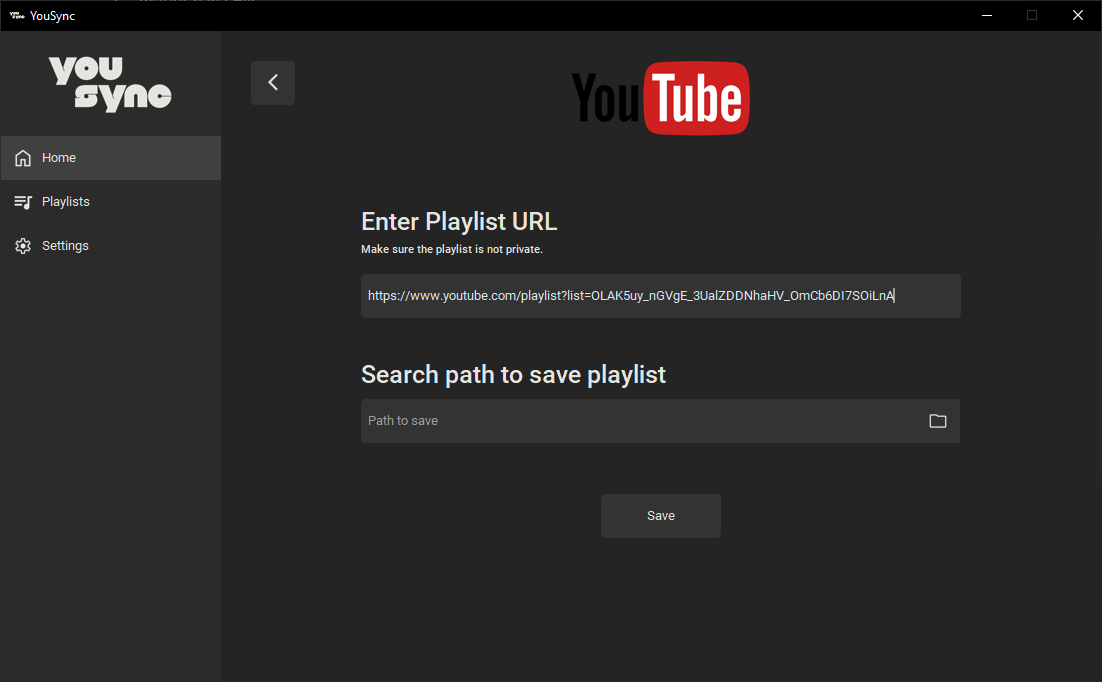 YouSync
you
sync
Home
Playlists
Settings
YouTube
Enter Playlist URL
Make sure the playlist is not private.
https://www.youtube.com/playlist?list=OLAK5uy_nGVgE_3UalZDDNhaHV_OmCb6DI7SOiLnA
Search path to save playlist
Path to save
Save